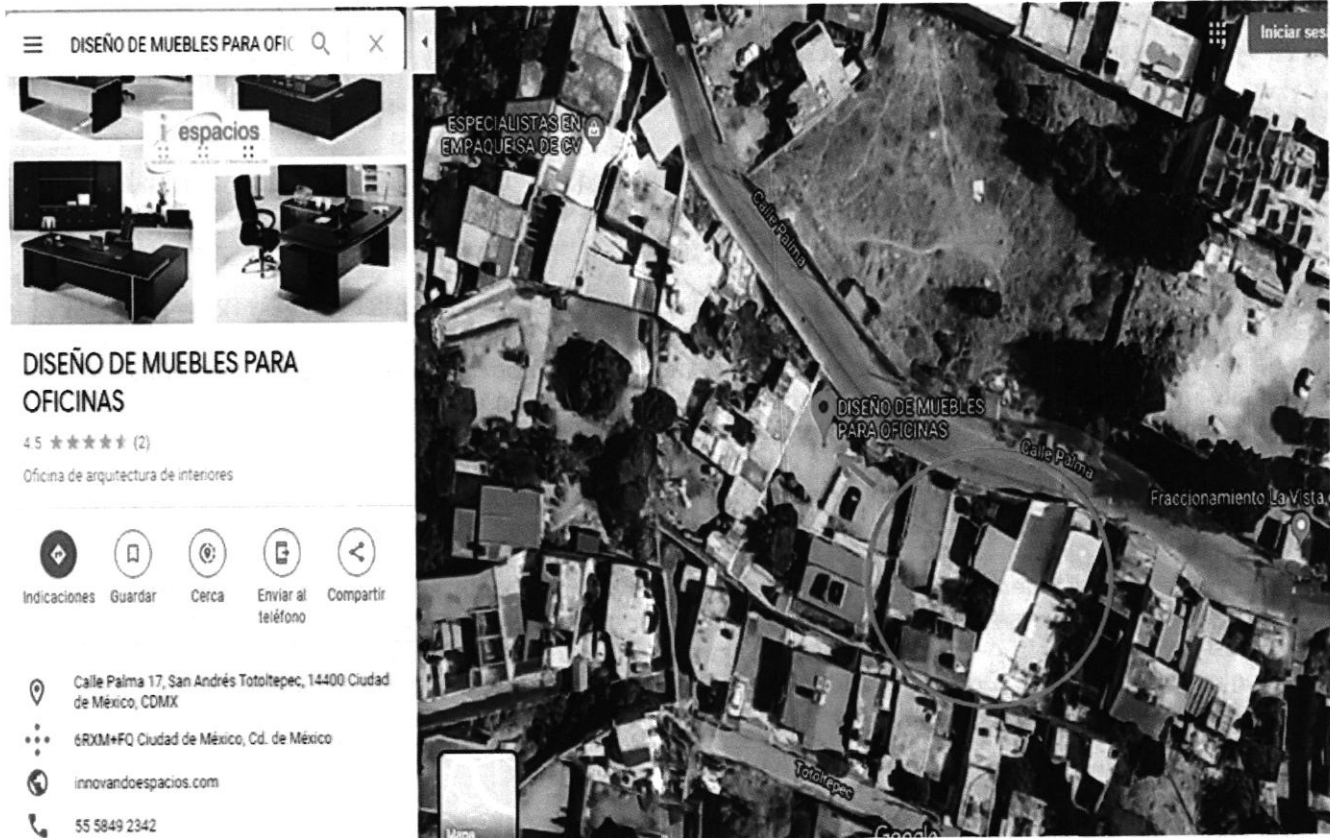 DISEÑO DE MUEBLES PARA OFIC
espacios
DISEÑO DE MUEBLES PARA
OFICINAS
4.5 ★★★★★ (2)
Oficina de arquitectura de interiores
Indicaciones
Guardar
Cerca
Enviar al
teléfono
Compartir
Calle Palma 17, San Andrés Totoltepec, 14400 Ciudad
de México, CDMX
6RXM+FQ Ciudad de México, Cd. de México
innovandoespacios.com
55 5849 2342
Iniciar ses
ESPECIALISTAS EN
EMPAQUE SA DE CV
Calle Palma
DISEÑO DE MUEBLES
PARA OFICINAS
Calle Palma
Fraccionamiento La Vista
Totoltepec
Mapa
Google